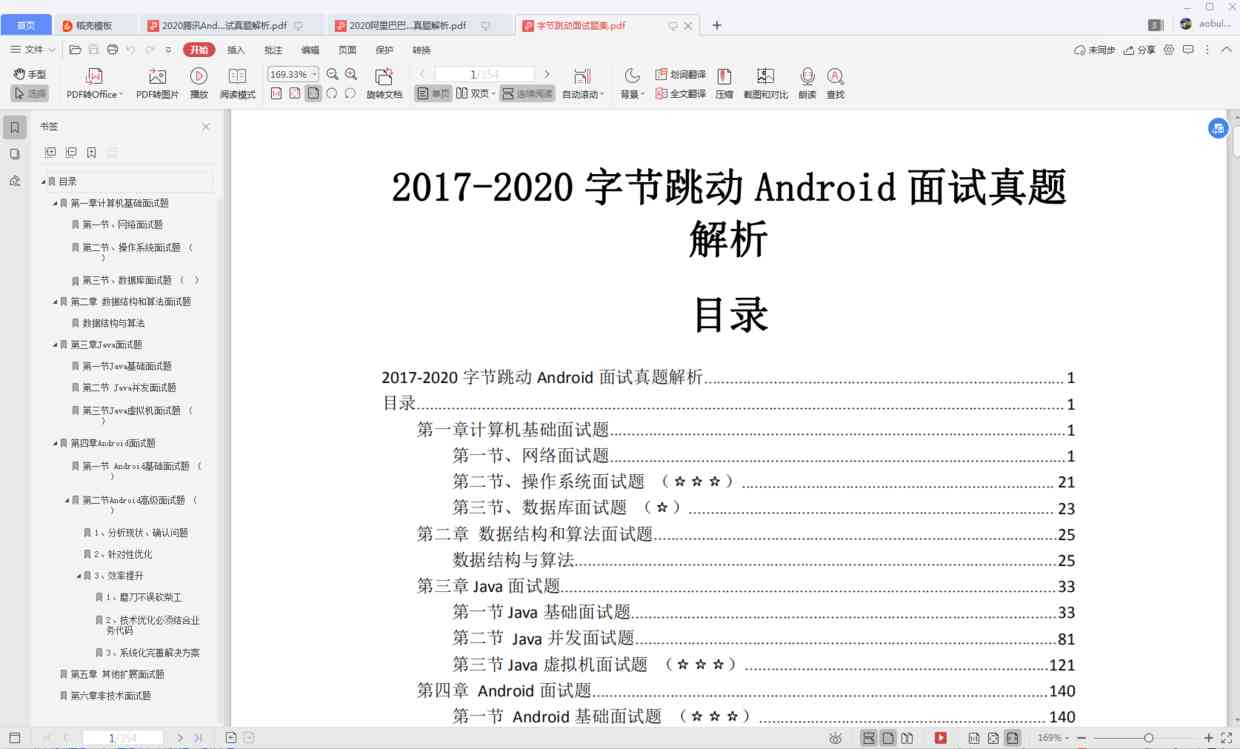 首页
稻壳模板
2020腾讯And...试真题解析.pdf
2020阿里巴巴...真题解析.pdf
字节跳动面试题集.pdf
3
aobul...
文件
开始
插入
批注
编辑
页面
保护
转换
未同步
分享
手型
选择
PDF转Office
PDF转图片
播放
阅读模式
169.33%
旋转文档
1/354
单页
双页
连续阅读
自动滚动
背景
划词翻译
全文翻译
压缩
截图和对比
朗读
查找
书签
目录
第一章计算机基础面试题
第一节、网络面试题
第二节、操作系统面试题 (
)
第三节、数据库面试题 ( )
第二章 数据结构和算法面试题
数据结构与算法
第三章Java面试题
第一节Java基础面试题
第二节 Java并发面试题
第三节Java虚拟机面试题 (
)
第四章Android面试题
第一节 Android基础面试题 (
)
第二节Android高级面试题 (
)
1、分析现状、确认问题
2、针对性优化
3、效率提升
1、磨刀不误砍柴工
2、技术优化必须结合业
务代码
3、系统化完善解决方案
第五章 其他扩展面试题
第六章非技术面试题
2017-2020 字节跳动 Android 面试真题
解析
目录
2017-2020 字节跳动 Android 面试真题解析 1
目录 1
第一章计算机基础面试题 1
第一节、网络面试题 1
第二节、操作系统面试题 (☆☆☆) 21
第三节、数据库面试题 (☆) 23
第二章 数据结构和算法面试题 25
数据结构与算法 25
第三章 Java 面试题 33
第一节 Java 基础面试题 33
第二节 Java 并发面试题 81
第三节 Java 虚拟机面试题 (☆☆☆) 121
第四章 Android 面试题 140
第一节 Android 基础面试题 (☆☆☆) 140
1/354
169%